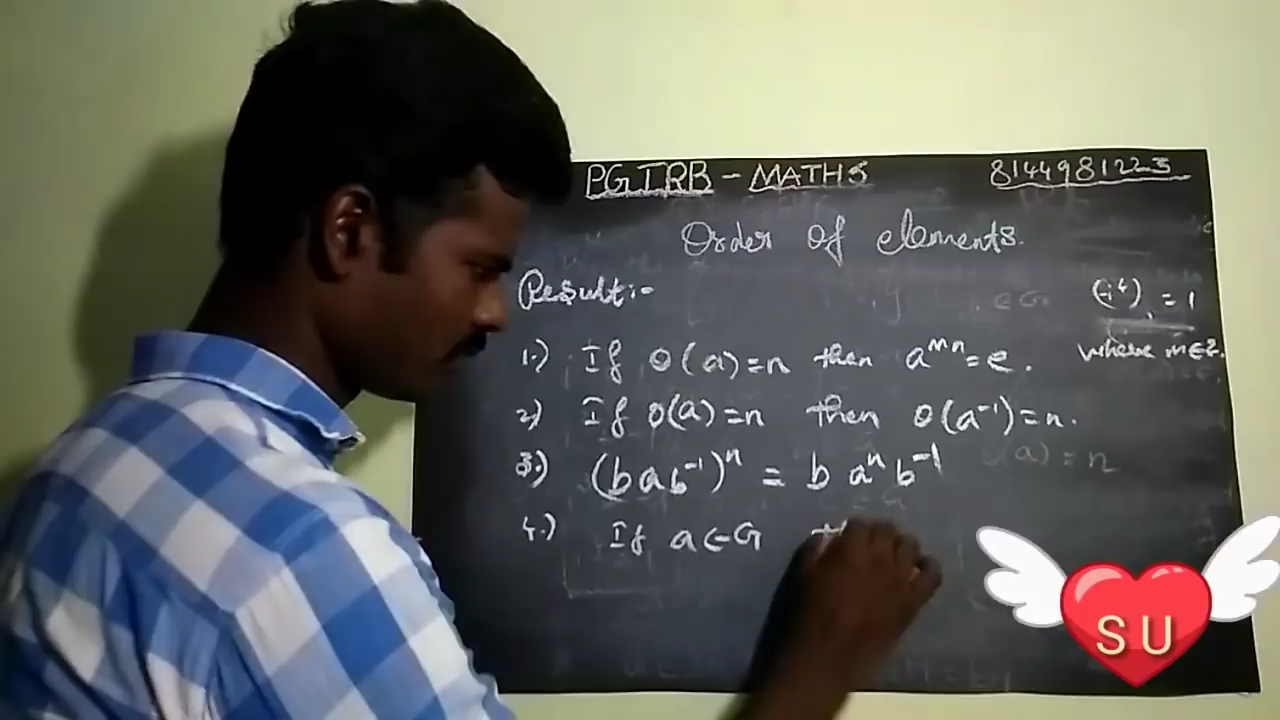 PGTRB - MATHS 8144981223
Order of elements.
Result:-
(i⁴) = 1
1.) If O(a)=n then aᵐⁿ=e.
where m∈Z.
2) If O(a)=n then O(a⁻¹)=n.
3.) (bab⁻¹)ⁿ = b aⁿ b⁻¹
(a) = n
4.) If a∈G
SU